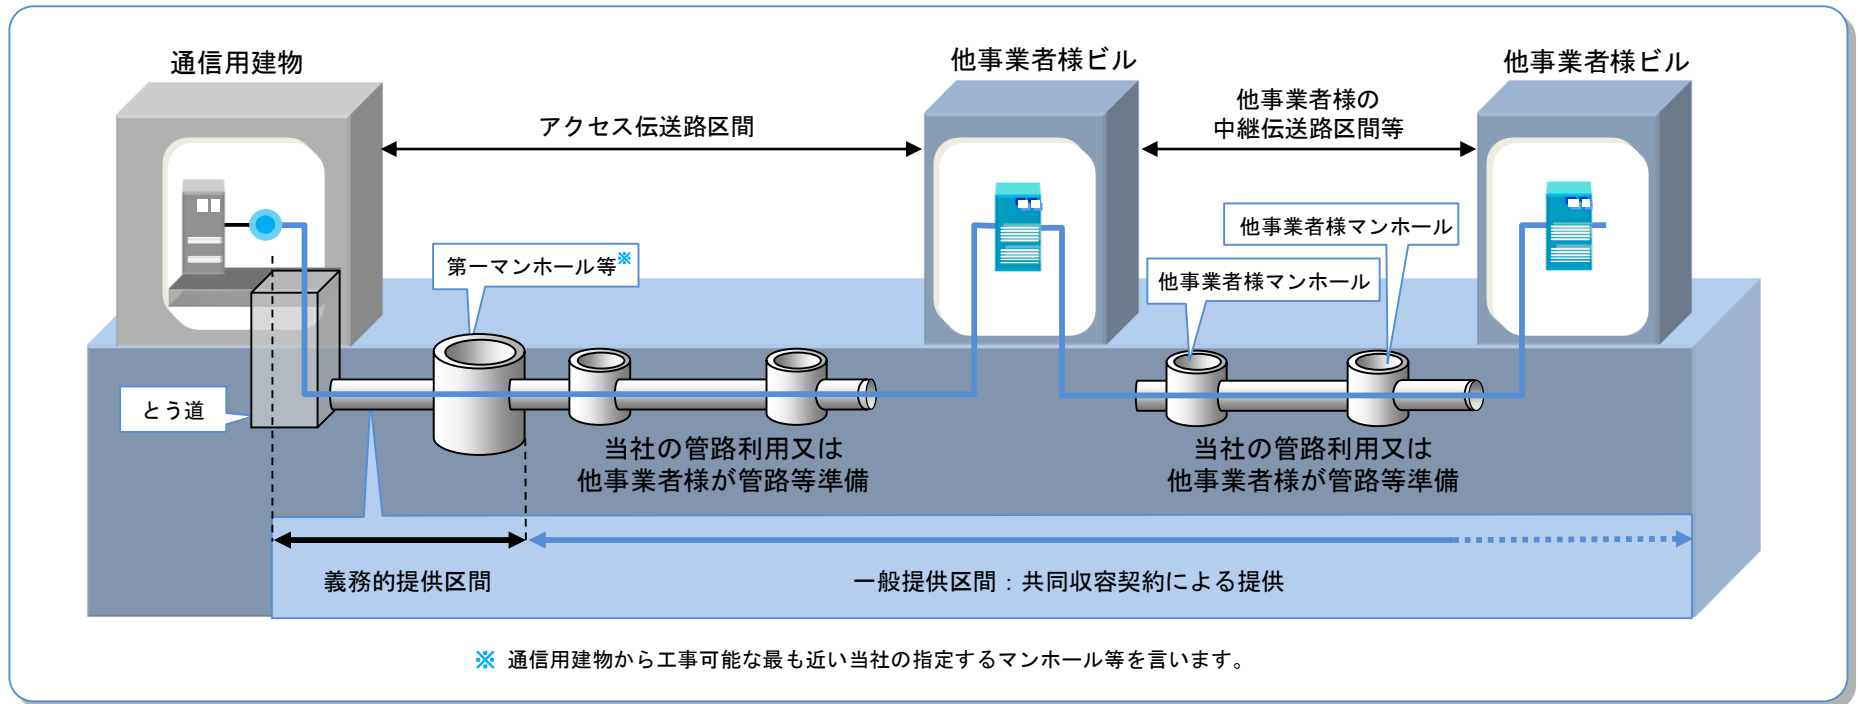 通信用建物
他事業者様ビル
他事業者様ビル
アクセス伝送路区間
他事業者様の
中継伝送路区間等
第一マンホール等※
他事業者様マンホール
他事業者様マンホール
とう道
当社の管路利用又は
他事業者様が管路等準備
当社の管路利用又は
他事業者様が管路等準備
義務的提供区間
一般提供区間：共同収容契約による提供
※ 通信用建物から工事可能な最も近い当社の指定するマンホール等を言います。